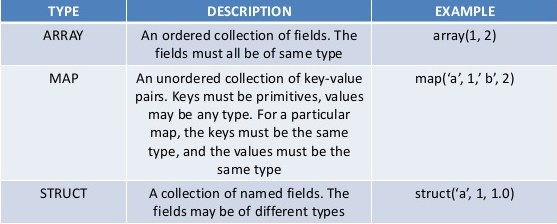 TYPE DESCRIPTION EXAMPLE
ARRAY An ordered collection of fields. The array(1, 2)
fields must all be of same type
MAP An unordered collection of key-value map(‘a’, 1,’ b’, 2)
pairs. Keys must be primitives, values
may be any type. For a particular
map, the keys must be the same
type, and the values must be the
same type
STRUCT A collection of named fields. The struct(‘a’, 1, 1.0)
fields may be of different types